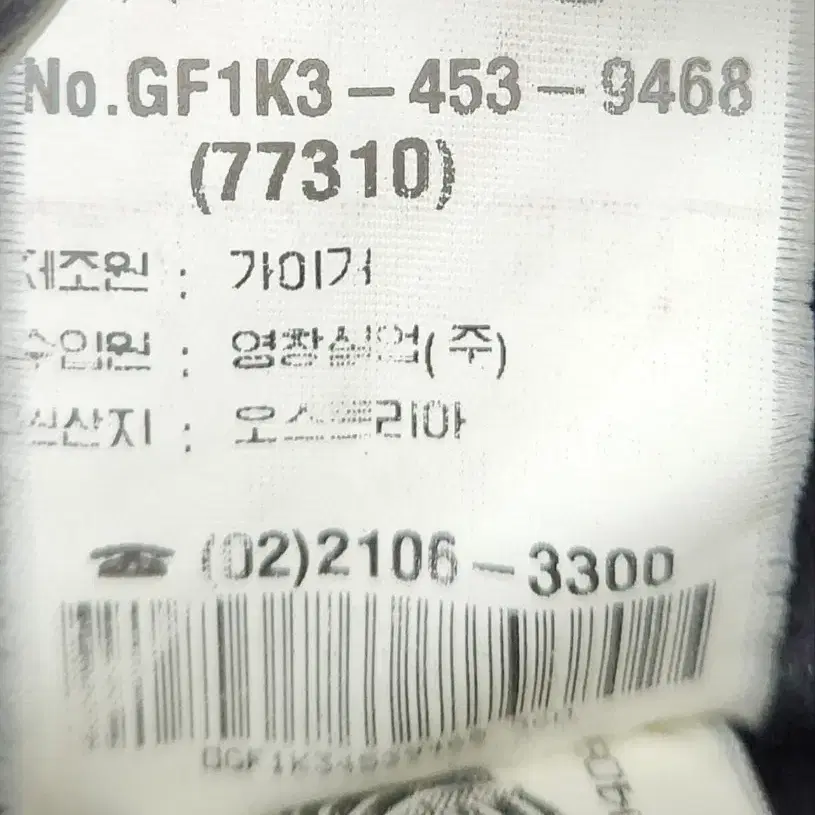 No.GF1K3-453-9468
(77310)
제조원 : 가이거
수입원 : 영창실업(주)
원산지 : 오스트리아
☎ (02)2106-3300